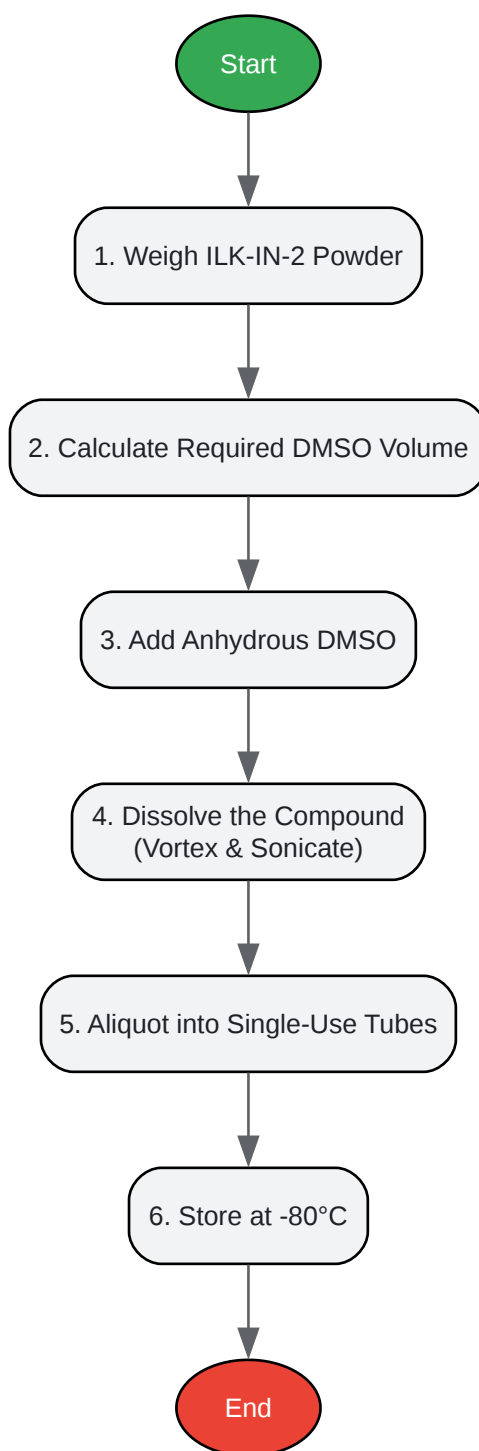 Start
1. Weigh ILK-IN-2 Powder
2. Calculate Required DMSO Volume
3. Add Anhydrous DMSO
4. Dissolve the Compound
(Vortex & Sonicate)
5. Aliquot into Single-Use Tubes
6. Store at -80°C
End